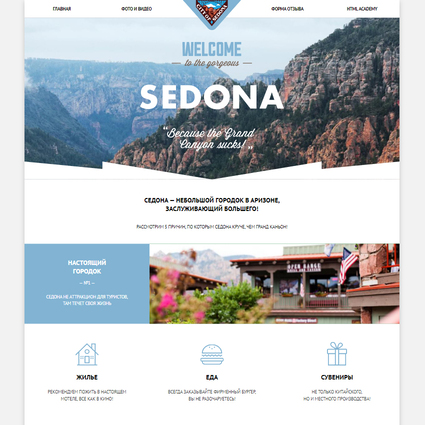 ГЛАВНАЯ
ФОТО И ВИДЕО
ФОРМА ОТЗЫВА
HTML ACADEMY
WELCOME
to the gorgeous
SEDONA
“Because the Grand
Canyon sucks!„
СЕДОНА — НЕБОЛЬШОЙ ГОРОДОК В АРИЗОНЕ,
ЗАСЛУЖИВАЮЩИЙ БОЛЬШЕГО!
РАССМОТРИМ 5 ПРИЧИН, ПО КОТОРЫМ СЕДОНА КРУЧЕ, ЧЕМ ГРАНД КАНЬОН!
НАСТОЯЩИЙ
ГОРОДОК
— №1 —
СЕДОНА НЕ АТТРАКЦИОН ДЛЯ ТУРИСТОВ,
ТАМ ТЕЧЕТ СВОЯ ЖИЗНЬ
OPEN RANGE
ЖИЛЬЕ
РЕКОМЕНДУЕМ ПОЖИТЬ В НАСТОЯЩЕМ
МОТЕЛЕ, ВСЕ КАК В КИНО!
ЕДА
ВСЕГДА ЗАКАЗЫВАЙТЕ ФИРМЕННЫЙ БУРГЕР,
ВЫ НЕ РАЗОЧАРУЕТЕСЬ!
СУВЕНИРЫ
НЕ ТОЛЬКО КИТАЙСКОГО,
НО И МЕСТНОГО ПРОИЗВОДСТВА!